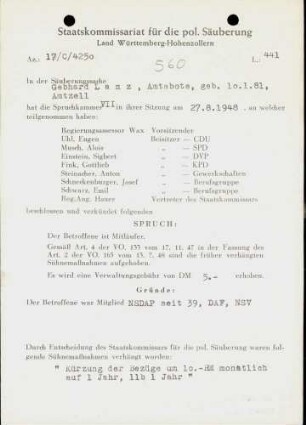 Staatskommissariat für die pol. Säuberung
Land Württemberg-Hohenzollern
Az.: 17/C/4250
L. 441
560
In der Säuberungssache
Gebhard Lanz, Amtsbote, geb. 10.1.81,
Amtzell
hat die Spruchkammer VII in ihrer Sitzung am 27.8.1948, an welcher
teilgenommen haben:
Regierungsassessor Wax Vorsitzender
Uhl, Eugen Beisitzer — CDU
Munch, Alois „ — SPD
Einstein, Sigbert „ — DVP
Frik, Gottlieb „ — KPD
Steinacher, Anton „ — Gewerkschaften
Schneckenburger, Josef „ — Berufsgruppe
Schwarz, Emil „ — Berufsgruppe
Reg.Ang. Hauer Vertreter des Staatskommissars
beschlossen und verkündet folgenden
SPRUCH:
Der Betroffene ist Mitläufer.
Gemäß Art. 4 der VO. 133 vom 17. 11. 47 in der Fassung des
Art. 2 der VO. 165 vom 13. 7. 48 sind die früher verhängten
Sühnemaßnahmen aufgehoben.
Es wird eine Verwaltungsgebühr von DM 5.- erhoben.
Gründe:
Der Betroffene war Mitglied NSDAP seit 39, DAF, NSV
Durch Entscheidung des Staatskommissars für die pol. Säuberung waren fol-
gende Sühnemaßnahmen verhängt worden:
" Kürzung der Bezüge um 10.-RM monatlich
auf 1 Jahr, 11b 1 Jahr "